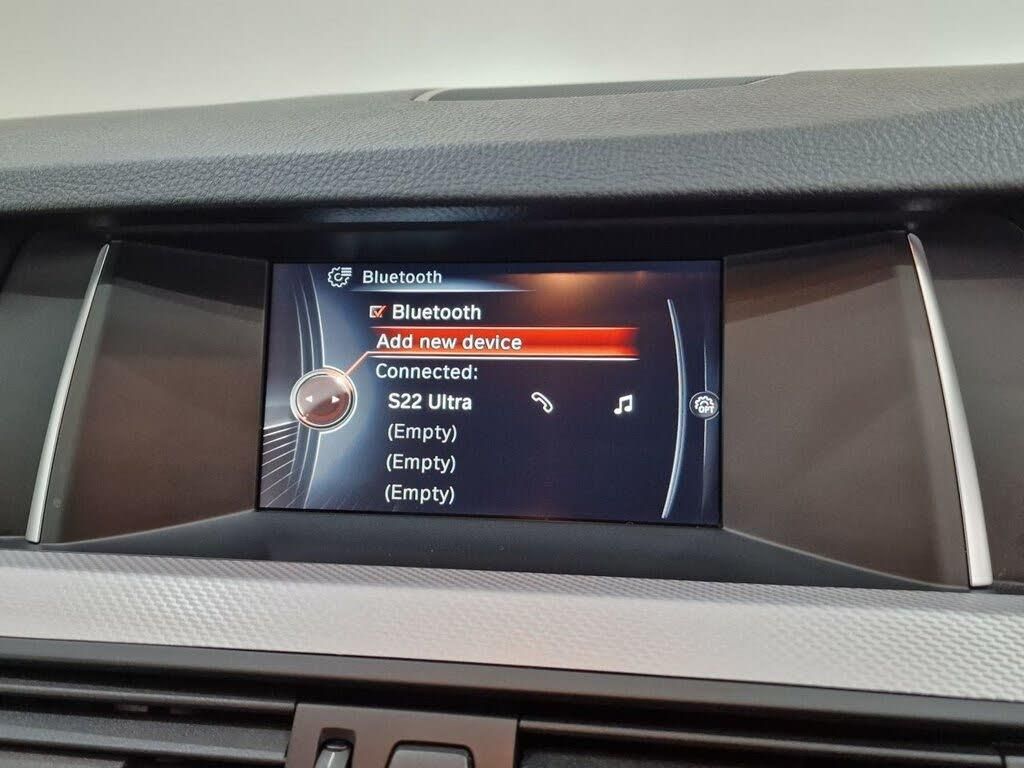 Bluetooth
Bluetooth
Add new device
Connected:
S22 Ultra
(Empty)
(Empty)
(Empty)
OPT